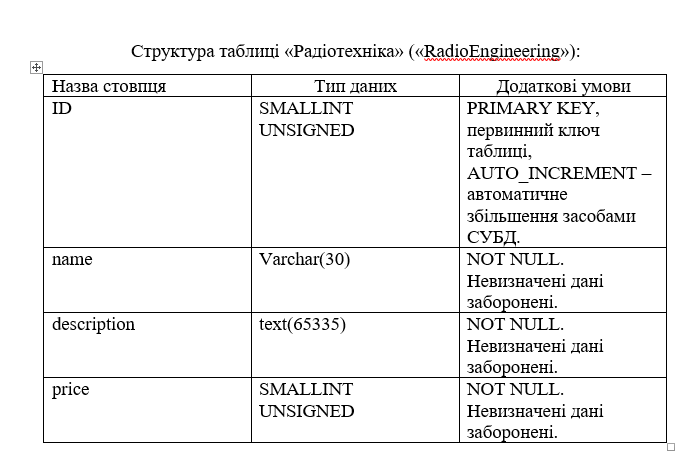 Структура таблиці «Радіотехніка» («RadioEngineering»):
Назва стовпця	Тип даних	Додаткові умови
ID	SMALLINT	PRIMARY KEY,
UNSIGNED	первинний ключ
таблиці,
AUTO_INCREMENT –
автоматичне
збільшення засобами
СУБД.
name	Varchar(30)	NOT NULL.
Невизначені дані
заборонені.
description	text(65335)	NOT NULL.
Невизначені дані
заборонені.
price	SMALLINT	NOT NULL.
UNSIGNED	Невизначені дані
заборонені.